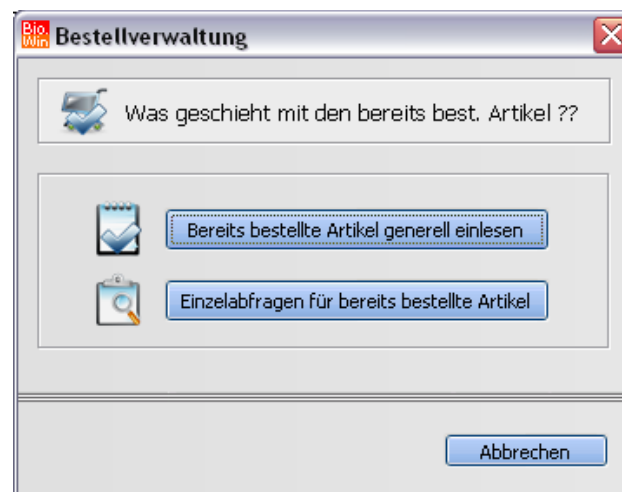 Bio.
Win
Bestellverwaltung
Was geschieht mit den bereits best. Artikel ??
Bereits bestellte Artikel generell einlesen
Einzelabfragen für bereits bestellte Artikel
Abbrechen